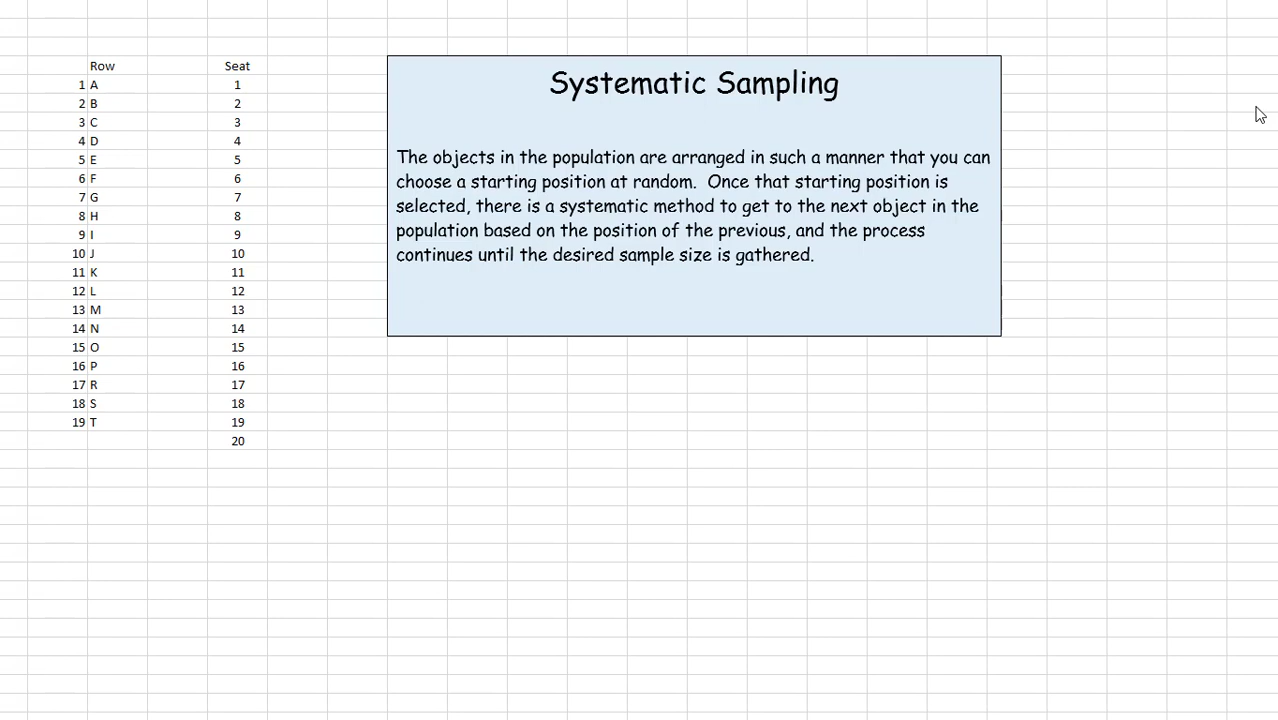 Row Seat
1 A 1
2 B 2
3 C 3
4 D 4
5 E 5
6 F 6
7 G 7
8 H 8
9 I 9
10 J 10
11 K 11
12 L 12
13 M 13
14 N 14
15 O 15
16 P 16
17 R 17
18 S 18
19 T 19
20
Systematic Sampling
The objects in the population are arranged in such a manner that you can
choose a starting position at random.  Once that starting position is
selected, there is a systematic method to get to the next object in the
population based on the position of the previous, and the process
continues until the desired sample size is gathered.